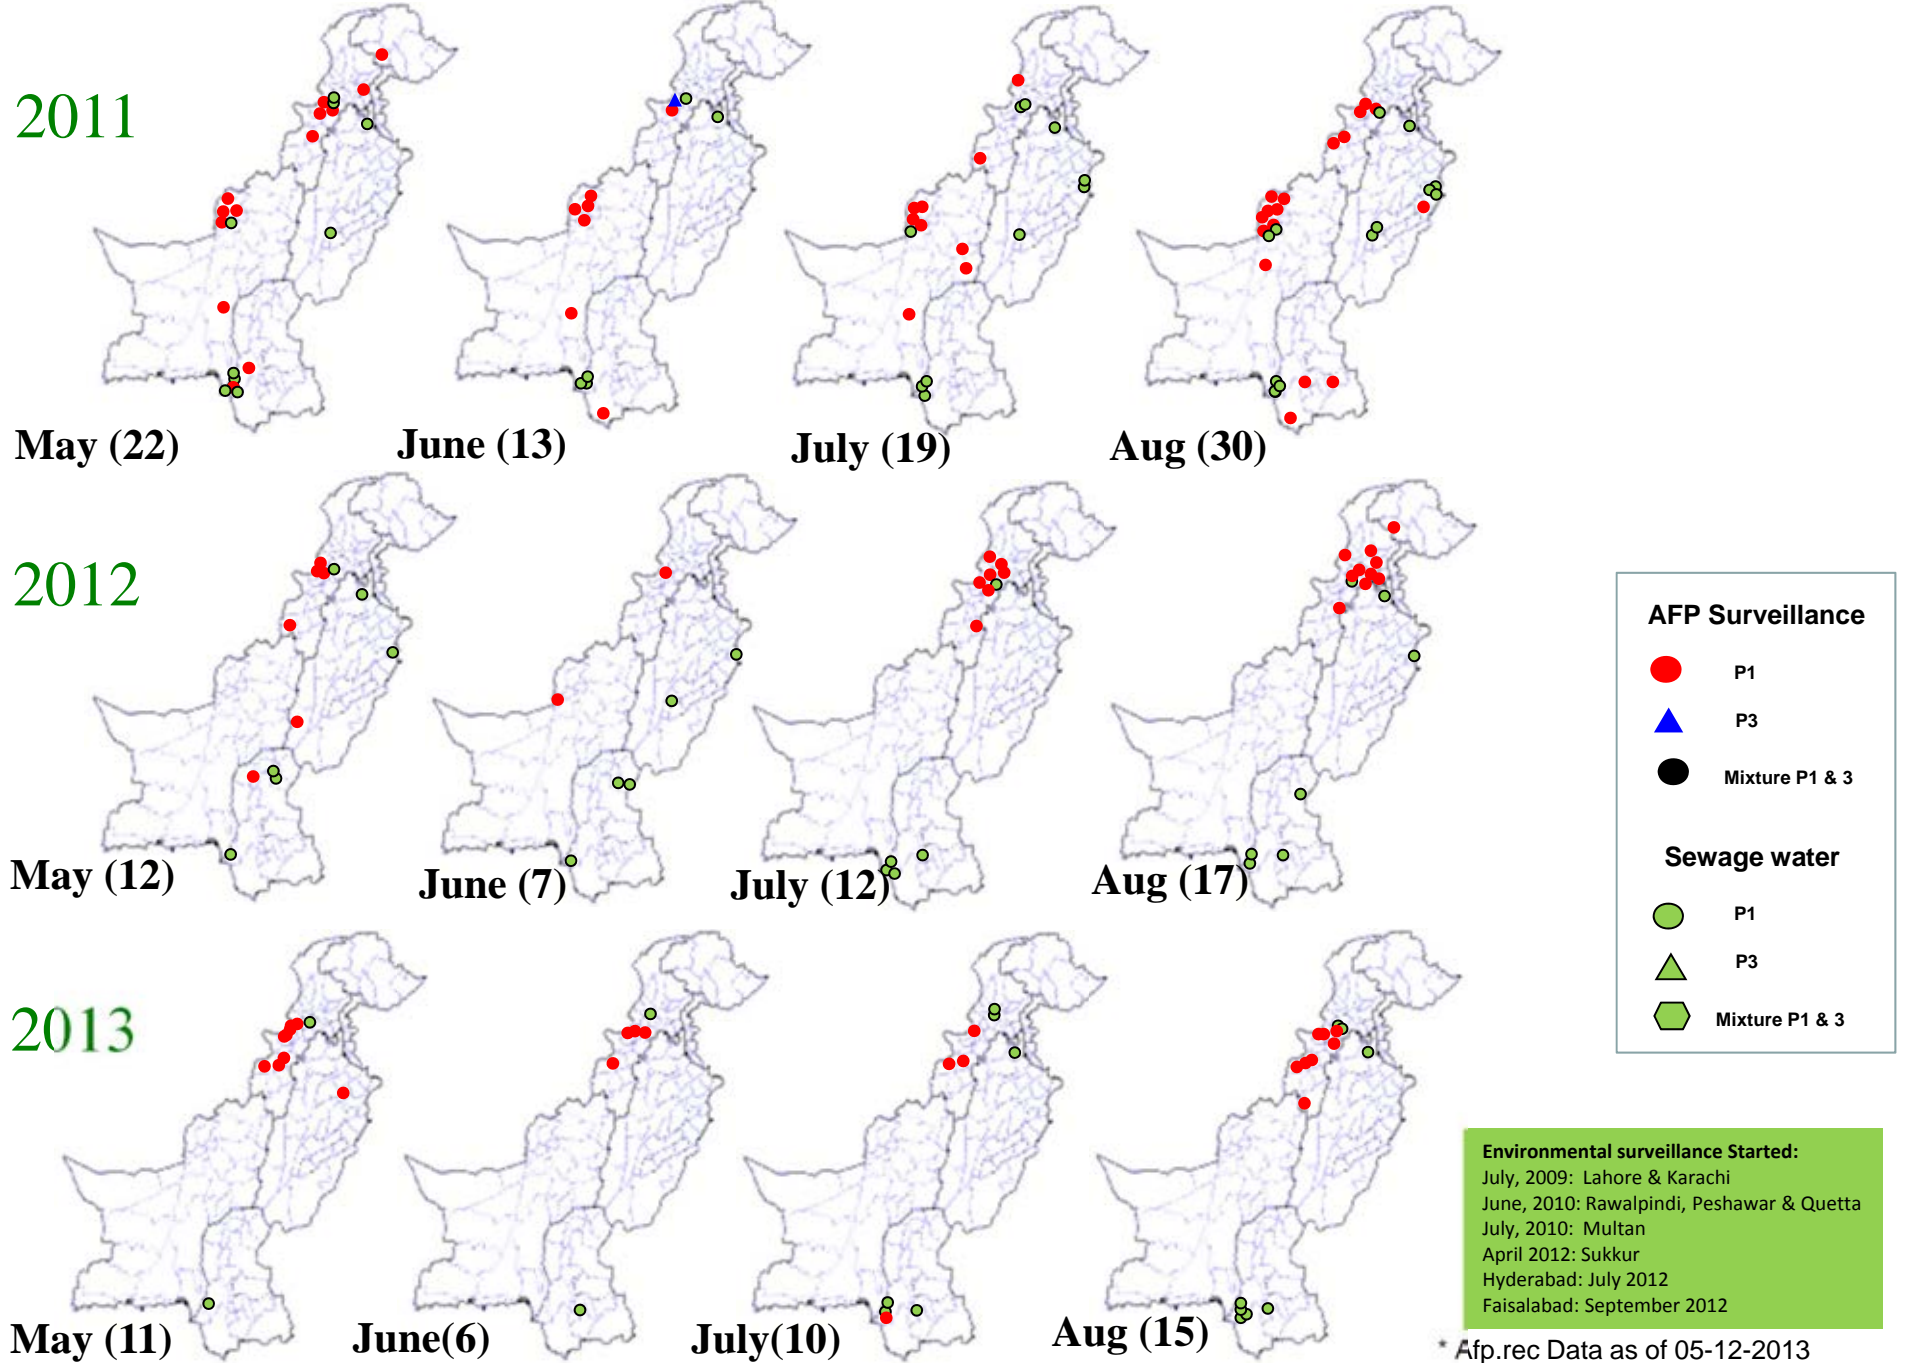 2011
May (22)
June (13)
July (19)
Aug (30)
2012
May (12)
June (7)
July (12)
Aug (17)
2013
May (11)
June(6)
July(10)
Aug (15)
AFP Surveillance
P1
P3
Mixture P1 & 3
Sewage water
P1
P3
Mixture P1 & 3
Environmental surveillance Started:
July, 2009: Lahore & Karachi
June, 2010: Rawalpindi, Peshawar & Quetta
July, 2010: Multan
April 2012: Sukkur
Hyderabad: July 2012
Faisalabad: September 2012
* Afp.rec Data as of 05-12-2013